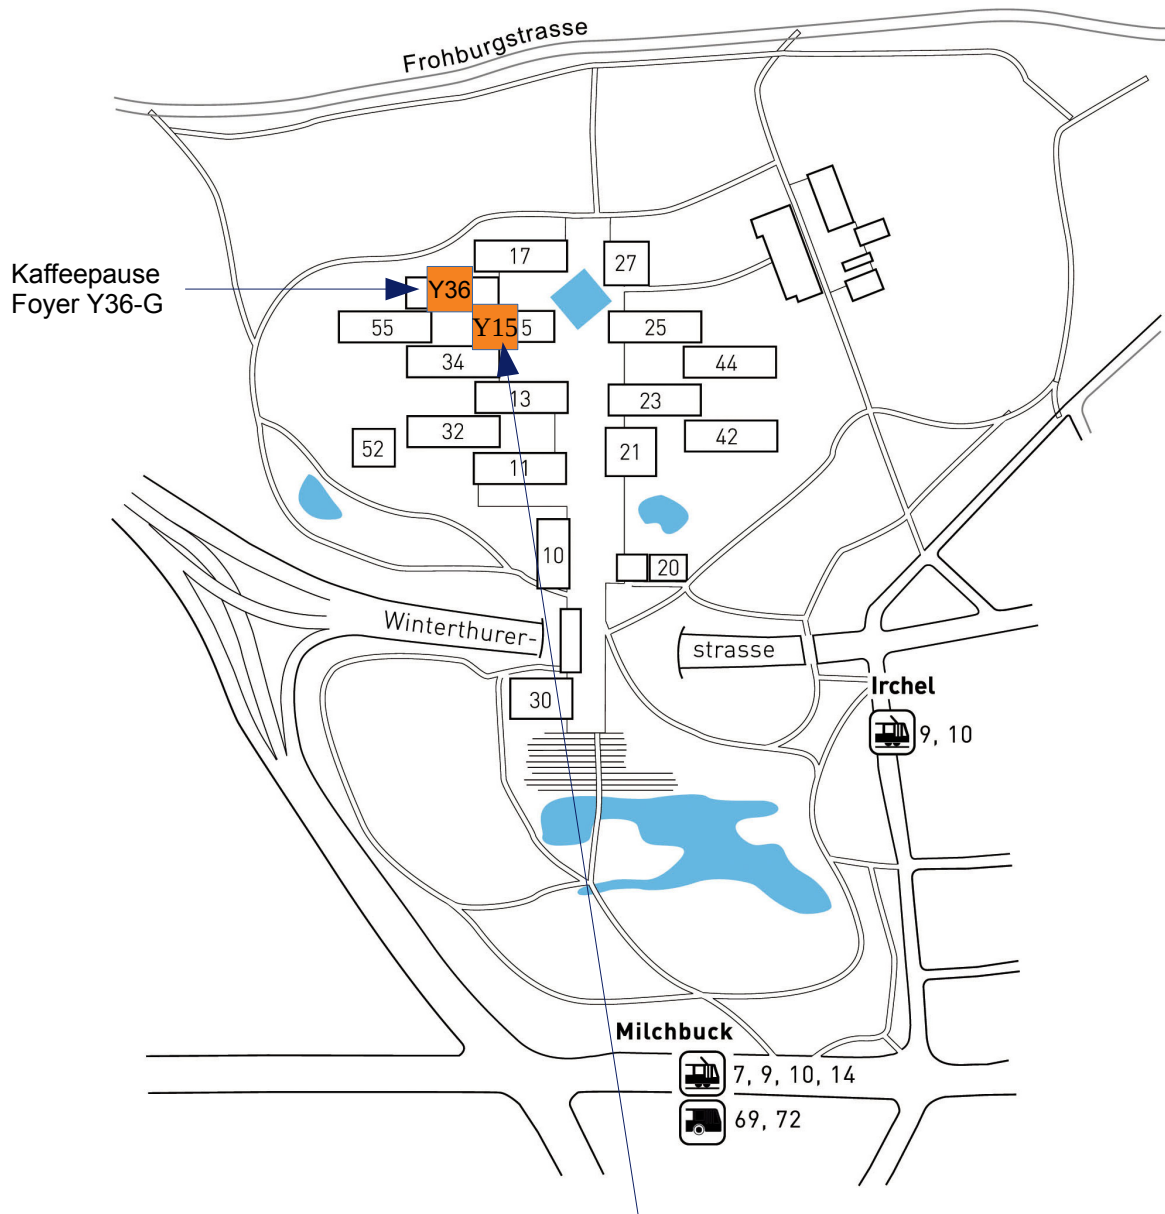 Frohburgstrasse
17
27
Kaffeepause
Foyer Y36-G
Y36
55
Y15
5
25
34
44
13
23
32
42
52
11
21
10
20
Winterthurer-
strasse
30
Irchel
9, 10
Milchbuck
7, 9, 10, 14
69, 72